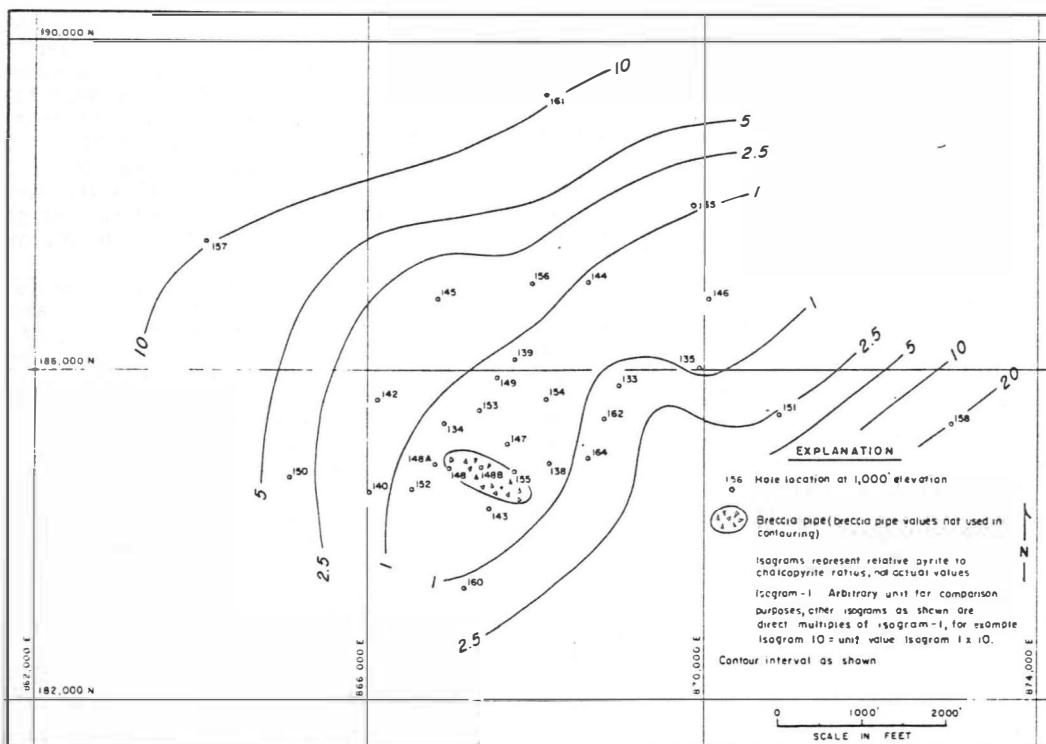 190,000 N
10
161
5
2.5
1
157
156
144
145
146
10
1
186,000 N
139
135
2.5
149
5
10
142
154
133
20
153
134
162
151
158
147
EXPLANATION
148A
148
148B
155
138
164
150
140
152
156 Hole location at 1,000' elevation
5
143
Breccia pipe (breccia pipe values not used in
contouring)
N
2.5
1
1
160
Isograms represent relative pyrite to
chalcopyrite ratios, not actual values
Isogram-1 Arbitrary unit for comparison
purposes, other isograms as shown are
direct multiples of isogram-1, for example
Isogram 10 = unit value Isogram 1 x 10.
2.5
Contour interval as shown
862,000 E
866,000 E
870,000 E
874,000 E
182,000 N
0 1000' 2000'
SCALE IN FEET